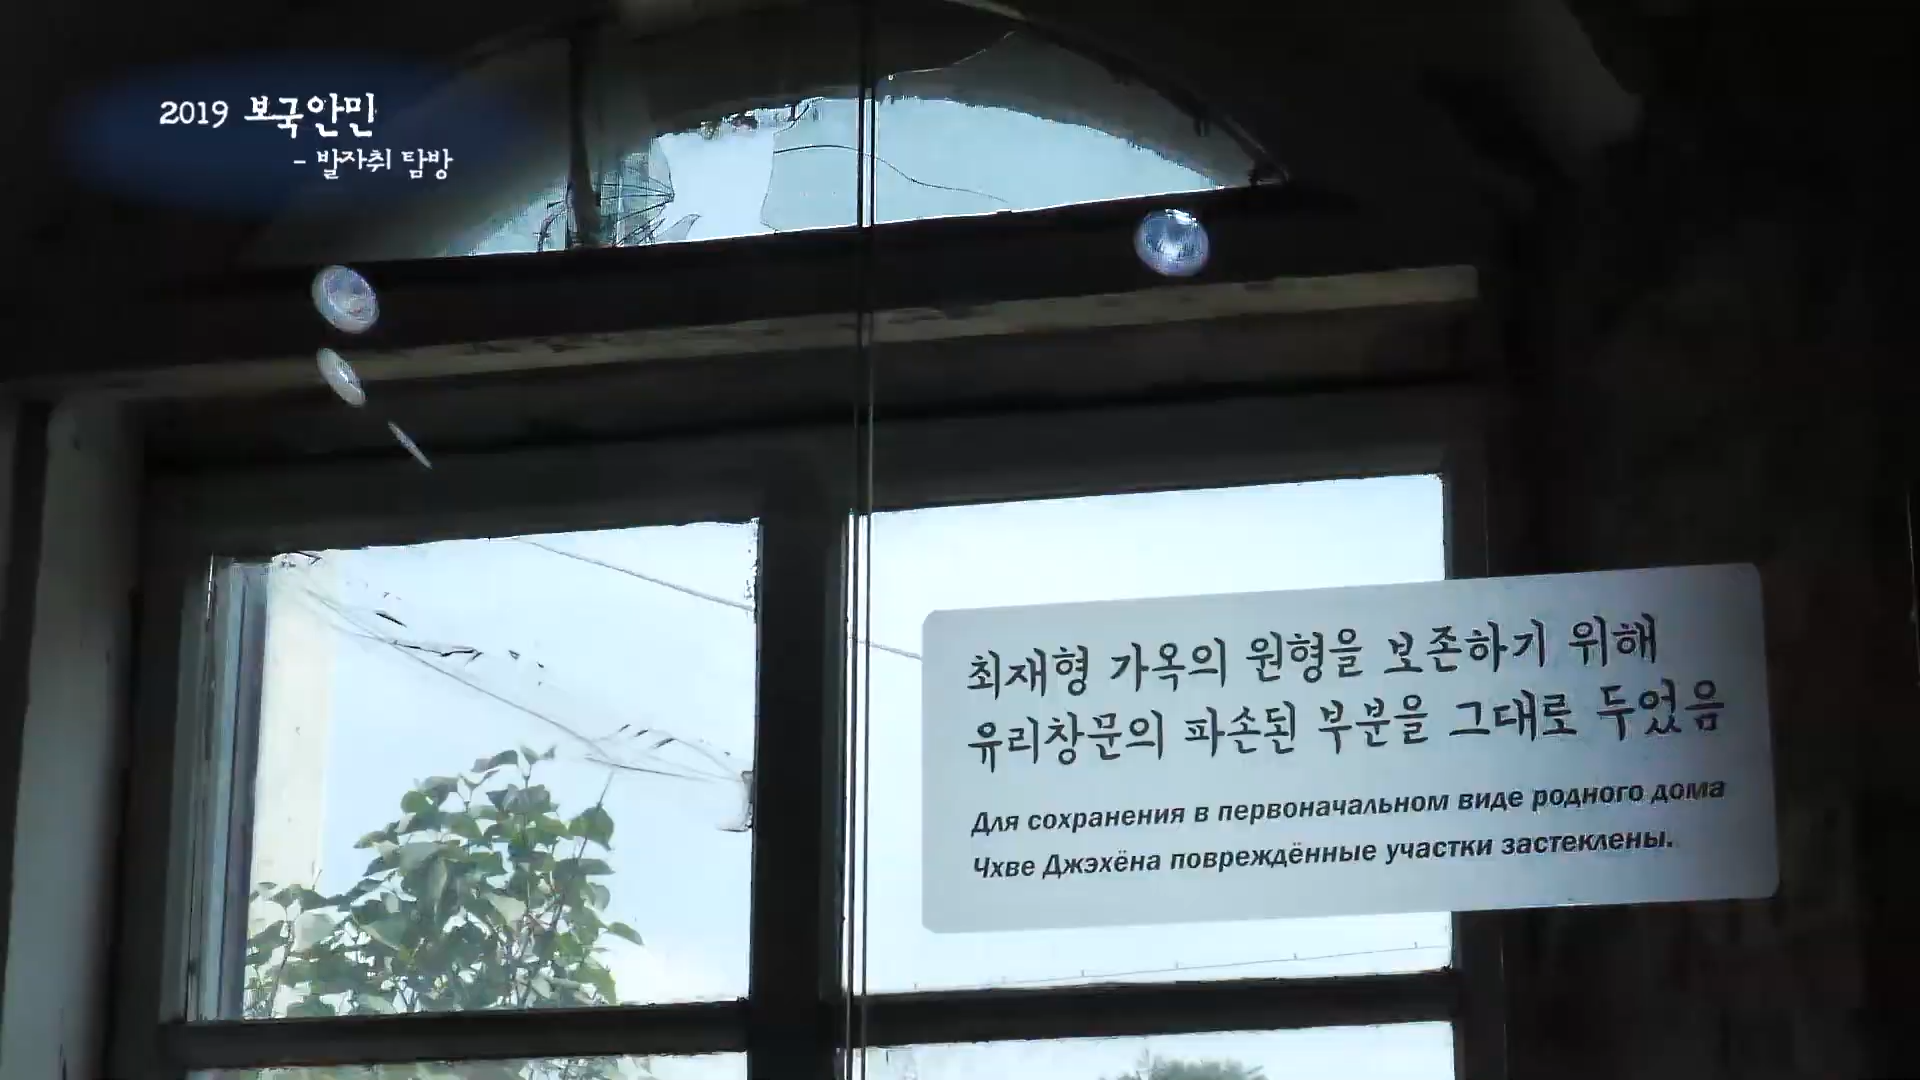 2019 보국안민
- 발자취 탐방
최재형 가옥의 원형을 보존하기 위해
유리창문의 파손된 부분을 그대로 두었음
Для сохранения в первоначальном виде родного дома
Чхве Джэхёна повреждённые участки застеклены.